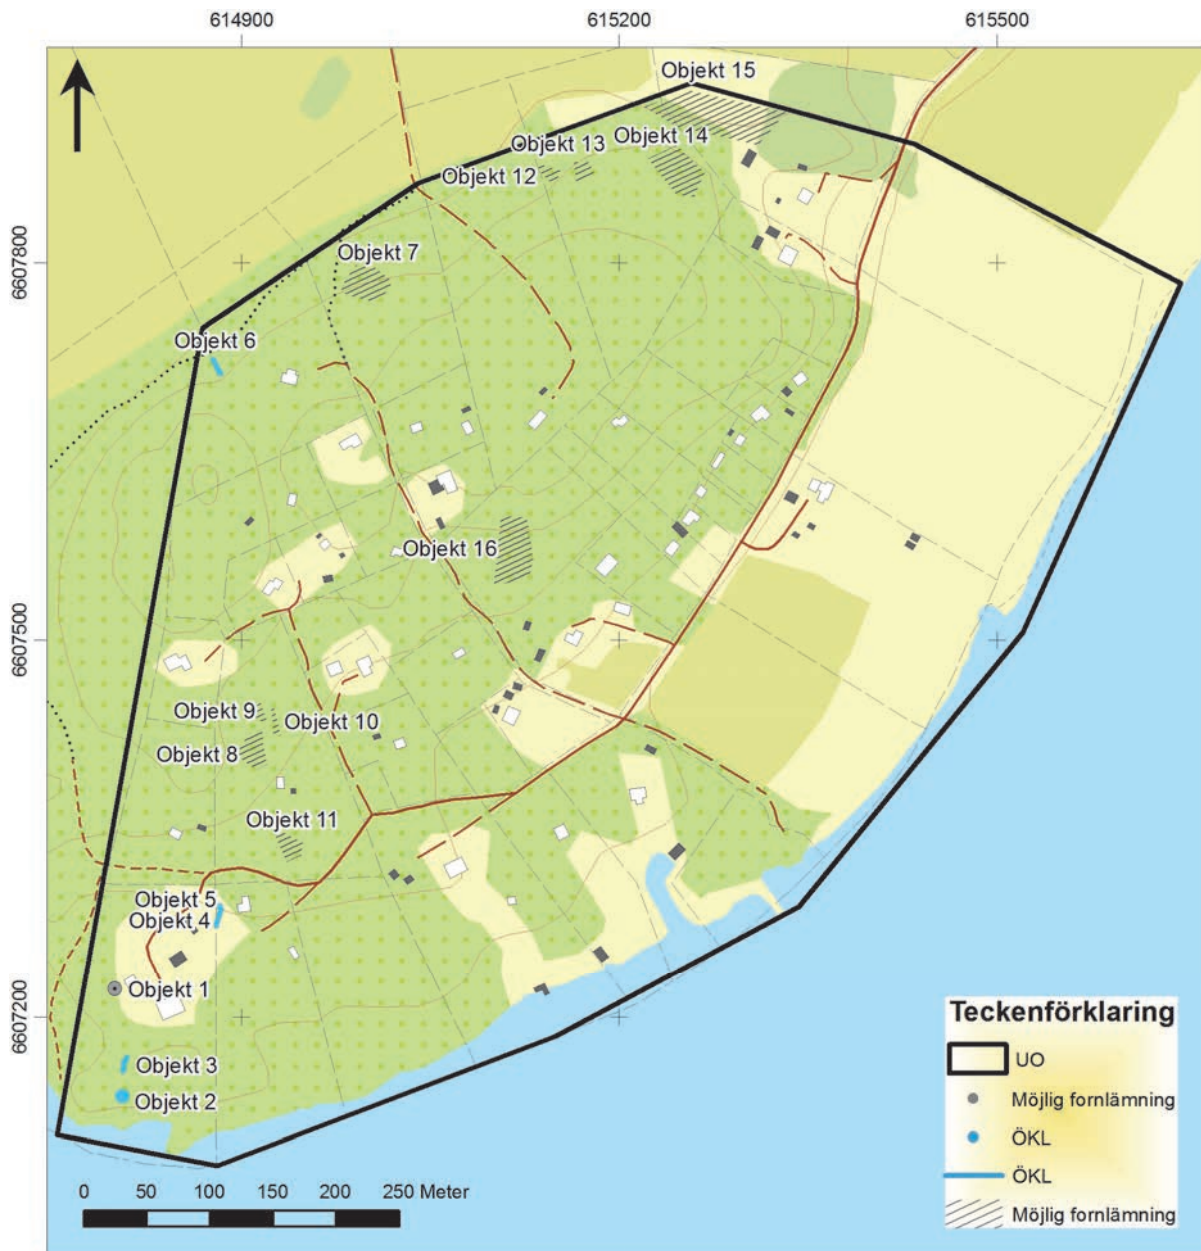 614900
615200
615500
6607800
6607500
6607200
Objekt 15
Objekt 14
Objekt 13
Objekt 12
Objekt 7
Objekt 6
Objekt 16
Objekt 9
Objekt 10
Objekt 8
Objekt 11
Objekt 5
Objekt 4
Objekt 1
Objekt 3
Objekt 2
0 50 100 150 200 250 Meter
Teckenförklaring
UO
Möjlig fornlämning
ÖKL
ÖKL
Möjlig fornlämning